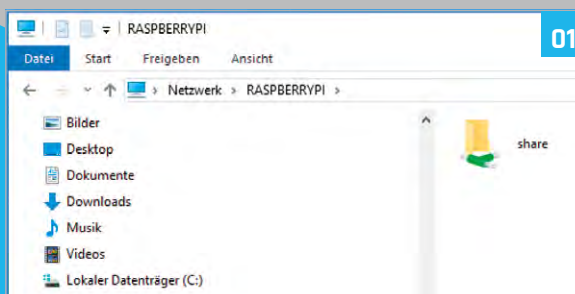 RASPBERRYPI
01
Datei Start Freigeben Ansicht
Netzwerk > RASPBERRYPI >
Bilder
share
Desktop
Dokumente
Downloads
Musik
Videos
Lokaler Datenträger (C:)